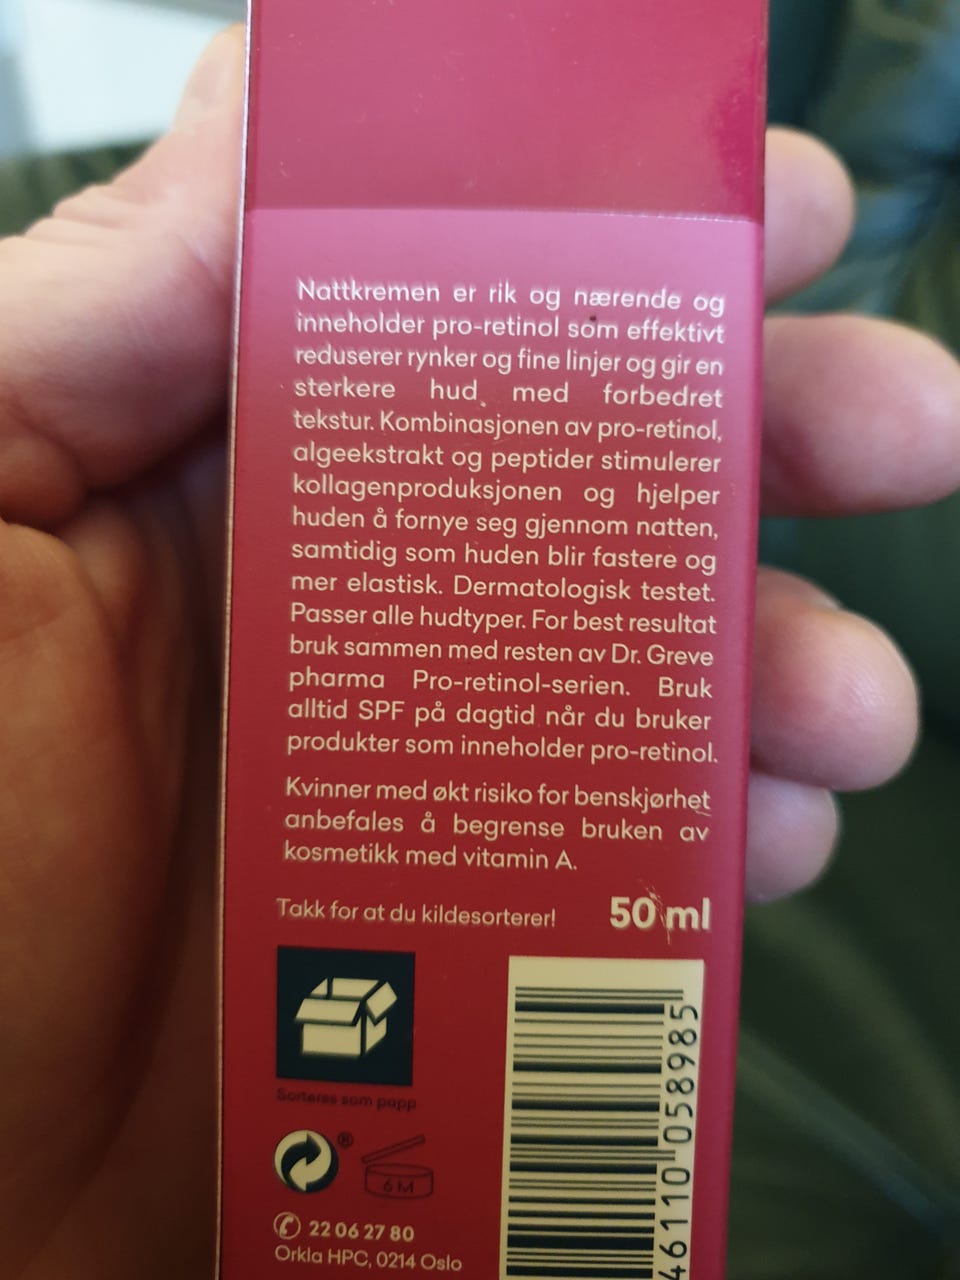 Nattkremen er rik og nærende og
inneholder pro-retinol som effektivt
reduserer rynker og fine linjer og gir en
sterkere hud, med forbedret
tekstur. Kombinasjonen av pro-retinol,
algeekstrakt og peptider stimulerer
kollagenproduksjonen og hjelper
huden å fornye seg gjennom natten,
samtidig som huden blir fastere og
mer elastisk. Dermatologisk testet.
Passer alle hudtyper. For best resultat
bruk sammen med resten av Dr. Greve
pharma Pro-retinol-serien. Bruk
alltid SPF på dagtid når du bruker
produkter som inneholder pro-retinol.
Kvinner med økt risiko for benskjørhet
anbefales å begrense bruken av
kosmetikk med vitamin A.
Takk for at du kildesorterer!
50 ml
Sorteres som papp
®
6 M
22 06 27 80
Orkla HPC, 0214 Oslo
46110 058985